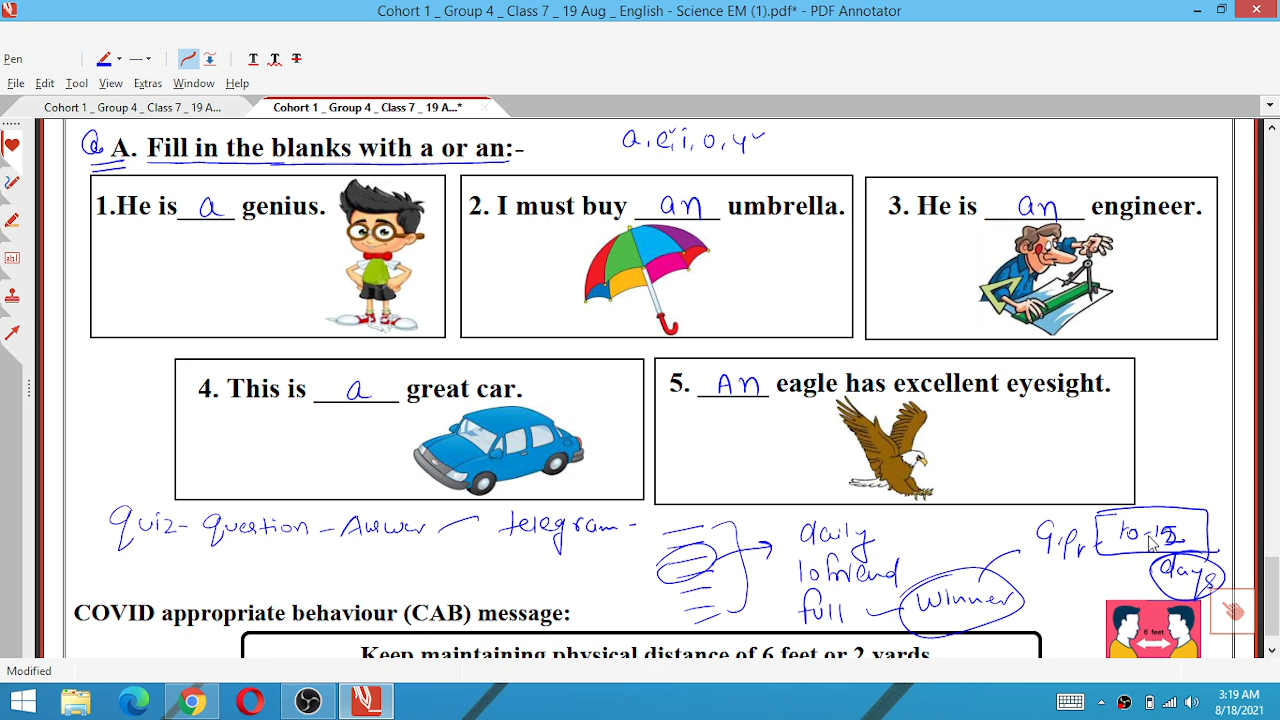 Cohort 1 _ Group 4 _ Class 7 _ 19 Aug _ English - Science EM (1).pdf* - PDF Annotator
Pen
File Edit Tool View Extras Window Help
Cohort 1 _ Group 4 _ Class 7 _ 19 A... Cohort 1 _ Group 4 _ Class 7 _ 19 A...*
A. Fill in the blanks with a or an:- a, e, i, o, u
1.He is a genius. 2. I must buy an umbrella. 3. He is an engineer.
4. This is a great car. 5. An eagle has excellent eyesight.
Quiz - Question - Answer - telegram -
daily
10 friend
full - Winner
10-15
days
COVID appropriate behaviour (CAB) message:
6 feet
Keep maintaining physical distance of 6 feet or 2 yards
Modified
3:19 AM
8/18/2021